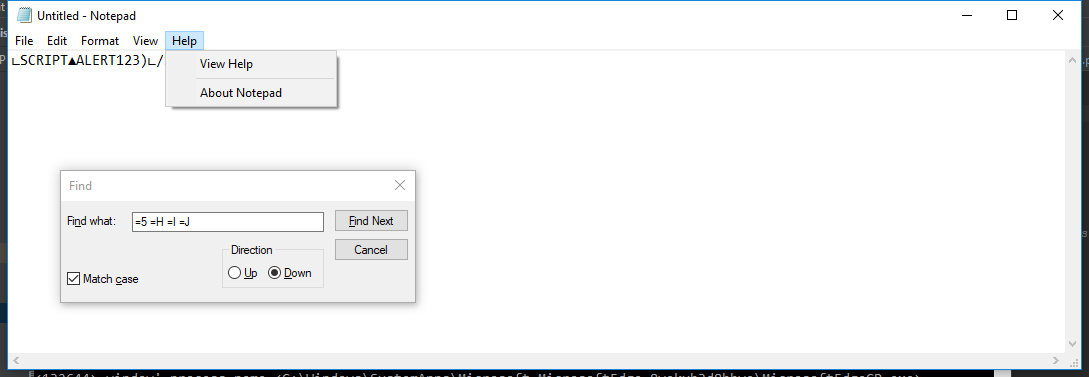 Untitled - Notepad
File Edit Format View Help
∟SCRIPT▲ALERT123)∟/
View Help
About Notepad
Find
Find what: =5 =H =I =J Find Next
Direction Cancel
Up Down
Match case